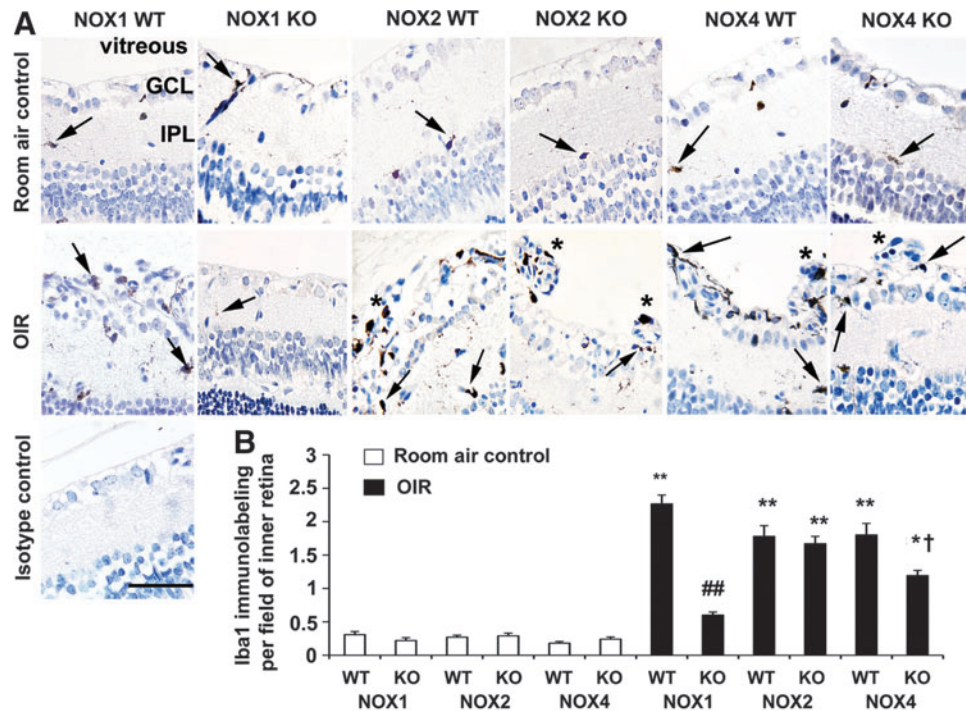 A
NOX1 WT NOX1 KO NOX2 WT NOX2 KO NOX4 WT NOX4 KO
Room air control
vitreous
GCL
IPL
*
OIR
* * * * *
Isotype control
B
Iba1 immunolabeling
per field of inner retina
3
2.5
2
1.5
1
0.5
0
Room air control
OIR
** ## ** ** ** *†
WT KO WT KO WT KO WT KO WT KO WT KO
NOX1 NOX2 NOX4 NOX1 NOX2 NOX4